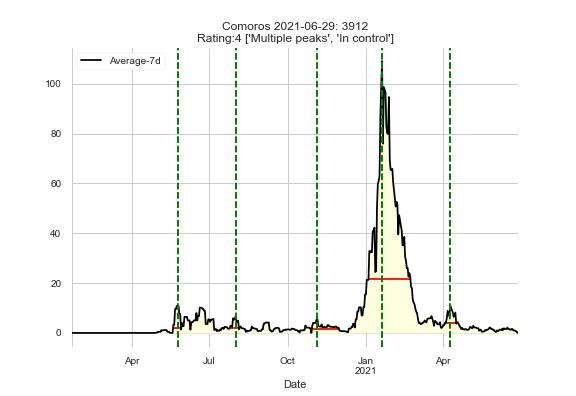 Comoros 2021-06-29: 3912
Rating:4 ['Multiple peaks', 'In control']
Average-7d
100
80
60
40
20
0
Apr Jul Oct Jan Apr
2021
Date